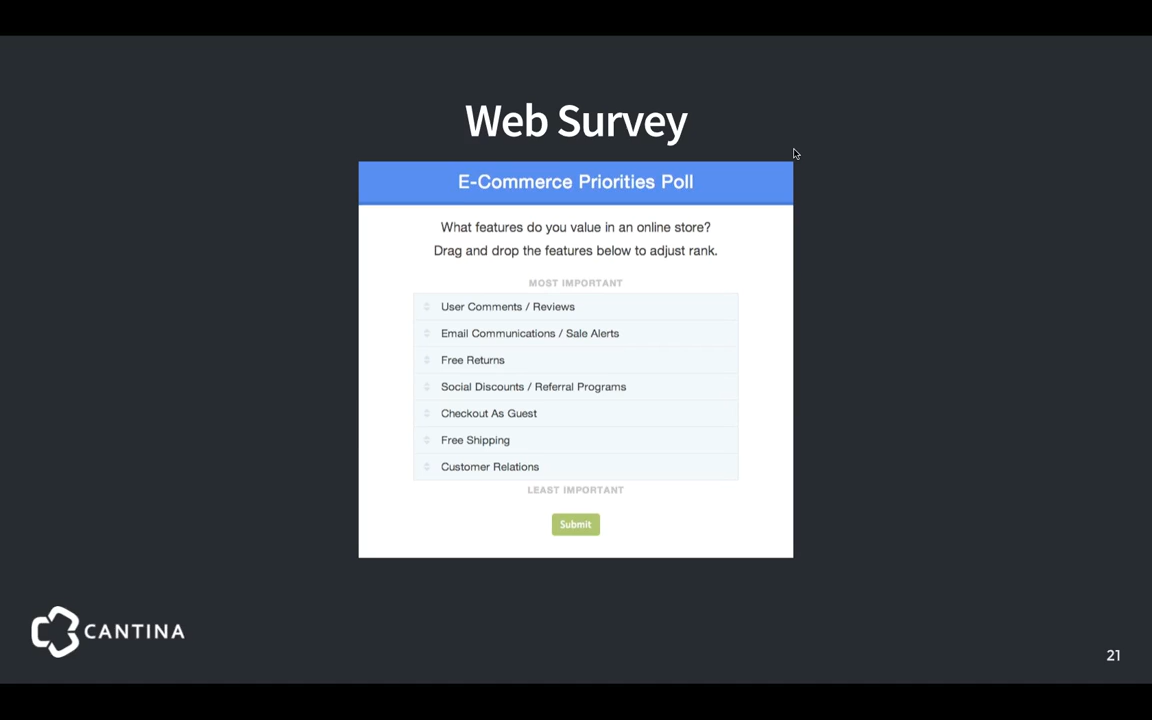 Web Survey
E-Commerce Priorities Poll
What features do you value in an online store?
Drag and drop the features below to adjust rank.
MOST IMPORTANT
User Comments / Reviews
Email Communications / Sale Alerts
Free Returns
Social Discounts / Referral Programs
Checkout As Guest
Free Shipping
Customer Relations
LEAST IMPORTANT
Submit
CANTINA
21